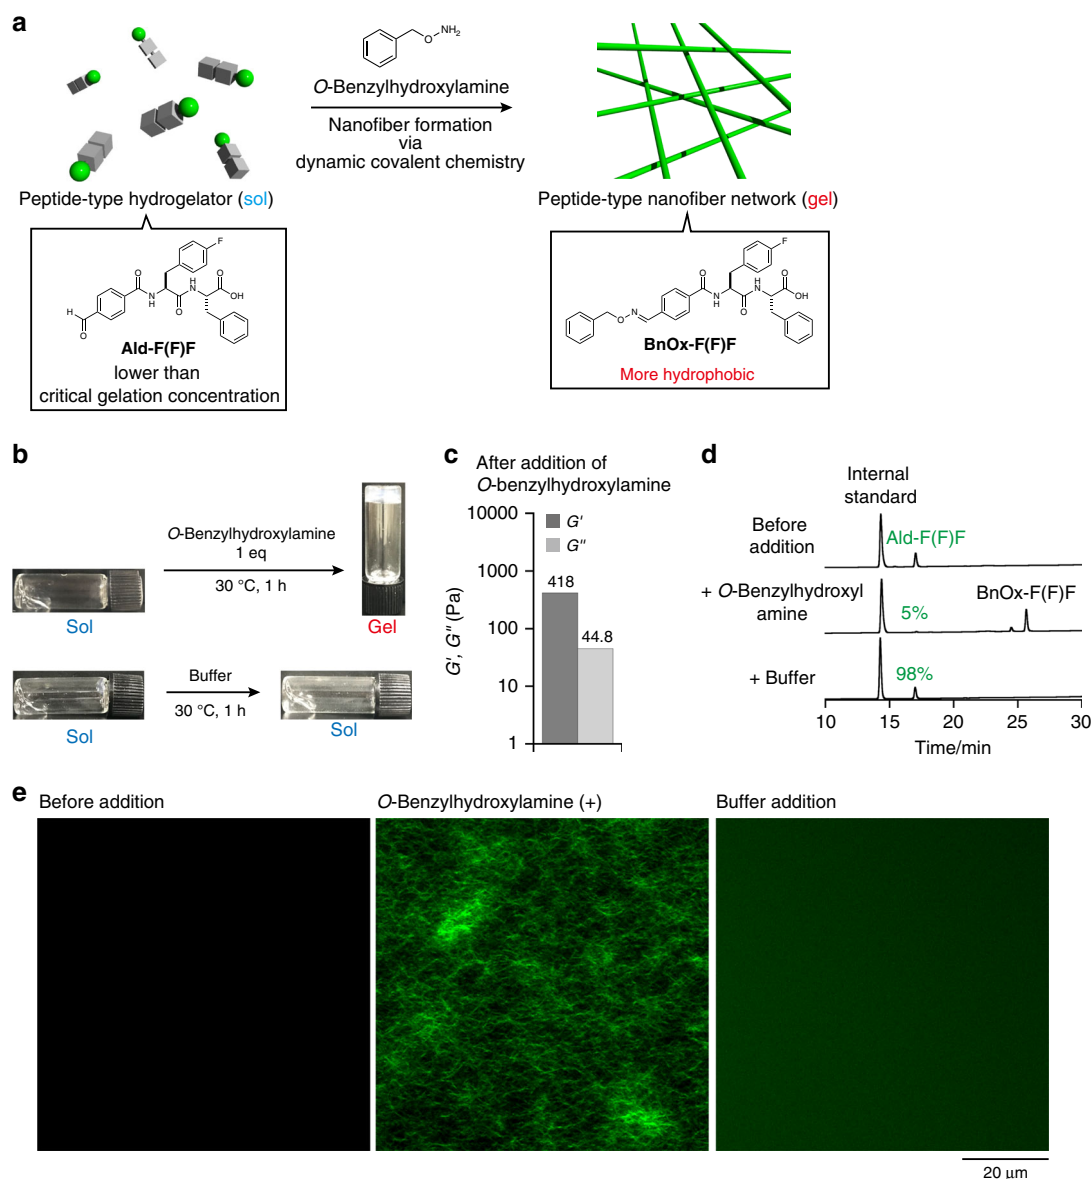 a
NH₂
O
O-Benzylhydroxylamine
Nanofiber formation
via
dynamic covalent chemistry
Peptide-type hydrogelator (sol)
Peptide-type nanofiber network (gel)
F
O
H
N
O
OH
N
H
O
H
O
Ald-F(F)F
lower than
critical gelation concentration
F
O
H
N
O
OH
N
H
O
N
O
BnOx-F(F)F
More hydrophobic
b
O-Benzylhydroxylamine
1 eq
30 °C, 1 h
Sol
Gel
Buffer
30 °C, 1 h
Sol
Sol
c
After addition of
O-benzylhydroxylamine
G', G'' (Pa)
10000
1000
100
10
1
G'
G''
418
44.8
d
Internal
standard
Before
addition
Ald-F(F)F
+ O-Benzylhydroxyl
amine
5%
BnOx-F(F)F
+ Buffer
98%
10 15 20 25 30
Time/min
e
Before addition
O-Benzylhydroxylamine (+)
Buffer addition
20 μm